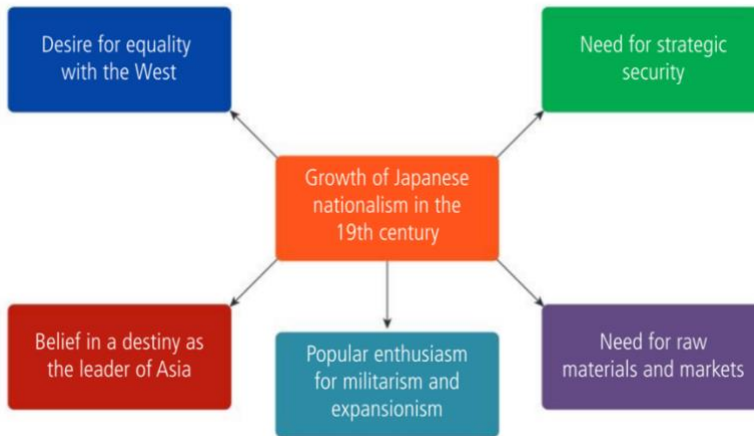 Desire for equality
with the West
Need for strategic
security
Growth of Japanese
nationalism in the
19th century
Belief in a destiny as
the leader of Asia
Popular enthusiasm
for militarism and
expansionism
Need for raw
materials and markets